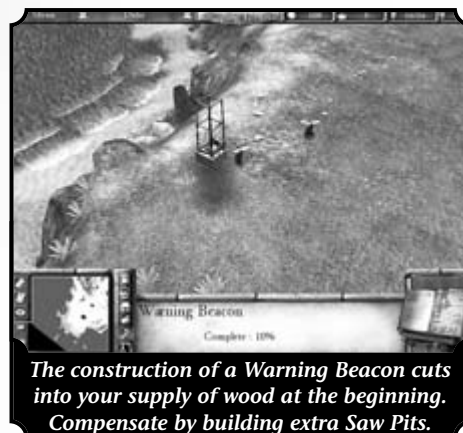 Warning Beacon
Complete : 10%
The construction of a Warning Beacon cuts
into your supply of wood at the beginning.
Compensate by building extra Saw Pits.